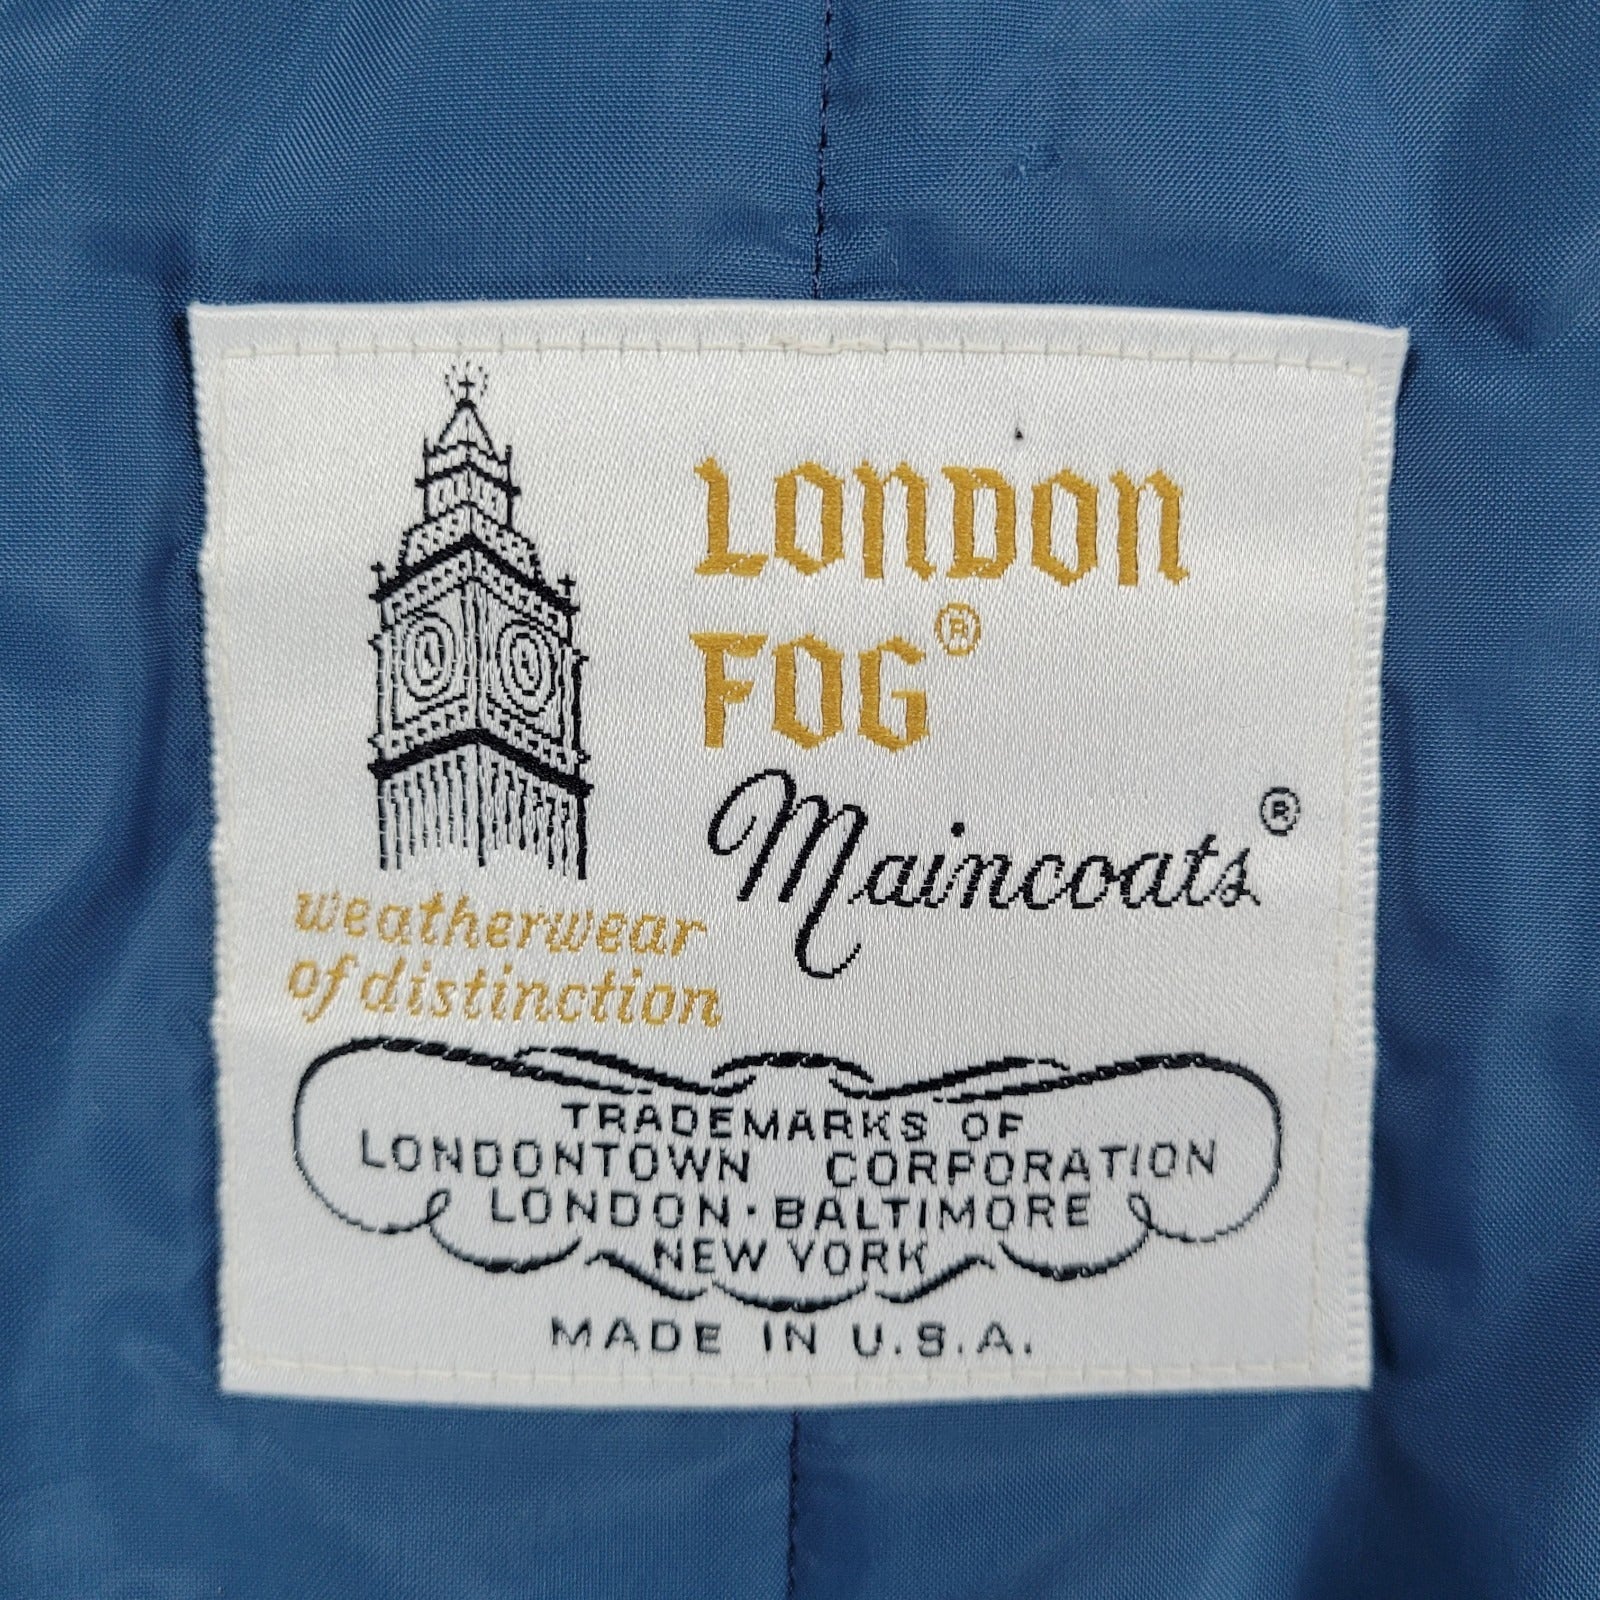 LONDON
FOG®
Maincoats®
weatherwear
of distinction
TRADEMARKS OF
LONDONTOWN CORPORATION
LONDON · BALTIMORE
NEW YORK
MADE IN U.S.A.